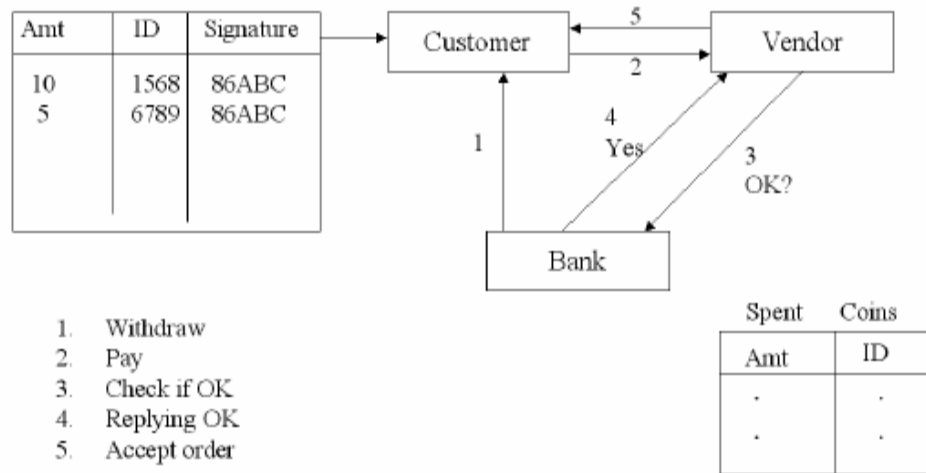 Amt ID Signature
10 1568 86ABC
5 6789 86ABC
Customer
Vendor
5
2
1
4
Yes
3
OK?
Bank
1. Withdraw
2. Pay
3. Check if OK
4. Replying OK
5. Accept order
Spent Coins
Amt ID
. .
. .